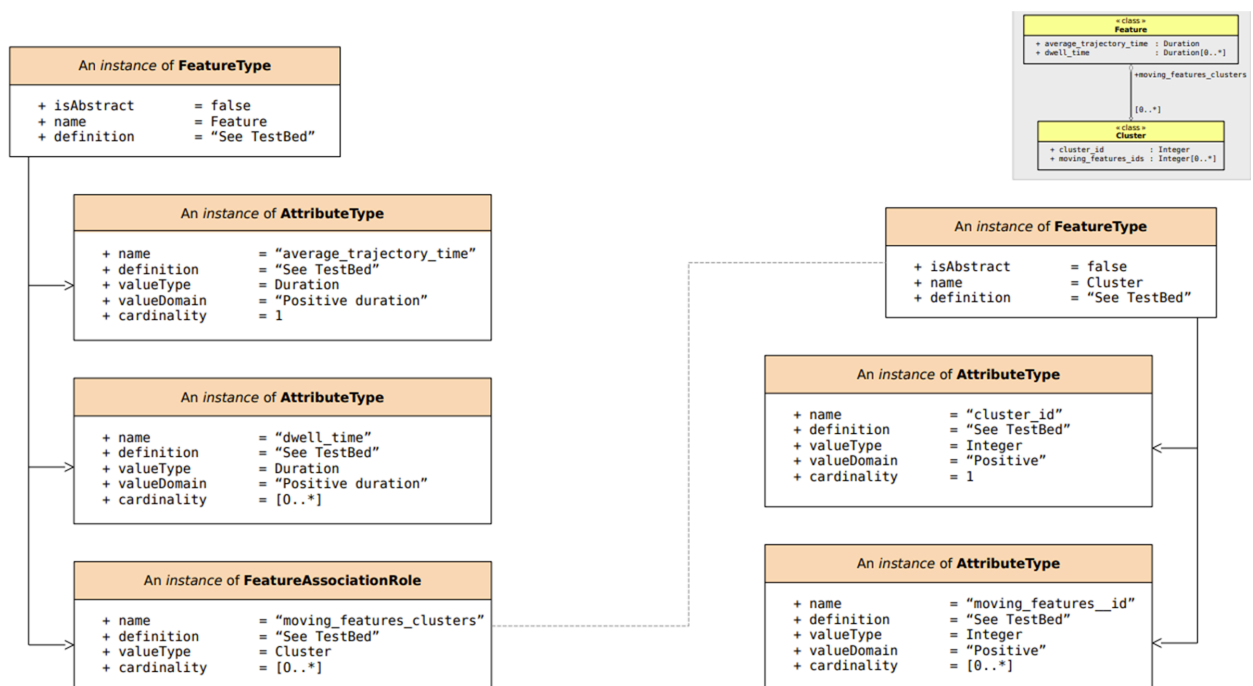 « class »
Feature
+ average_trajectory_time : Duration
+ dwell_time : Duration[0..*]
+moving_features_clusters
[0..*]
« class »
Cluster
+ cluster_id : Integer
+ moving_features_ids : Integer[0..*]
An instance of FeatureType
+ isAbstract = false
+ name = Feature
+ definition = “See TestBed”
An instance of AttributeType
+ name = “average_trajectory_time”
+ definition = “See TestBed”
+ valueType = Duration
+ valueDomain = “Positive duration”
+ cardinality = 1
An instance of AttributeType
+ name = “dwell_time”
+ definition = “See TestBed”
+ valueType = Duration
+ valueDomain = “Positive duration”
+ cardinality = [0..*]
An instance of FeatureAssociationRole
+ name = “moving_features_clusters”
+ definition = “See TestBed”
+ valueType = Cluster
+ cardinality = [0..*]
An instance of FeatureType
+ isAbstract = false
+ name = Cluster
+ definition = “See TestBed”
An instance of AttributeType
+ name = “cluster_id”
+ definition = “See TestBed”
+ valueType = Integer
+ valueDomain = “Positive”
+ cardinality = 1
An instance of AttributeType
+ name = “moving_features__id”
+ definition = “See TestBed”
+ valueType = Integer
+ valueDomain = “Positive”
+ cardinality = [0..*]